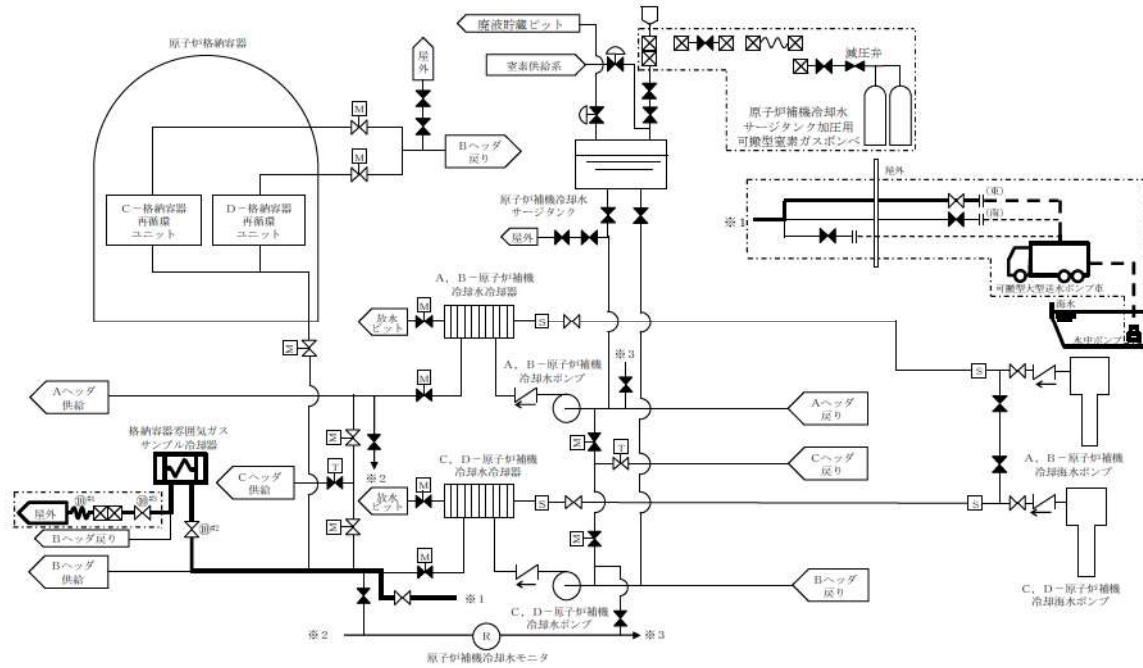 廃液貯蔵ピット
窒素供給系
原子炉格納容器
屋外
減圧弁
原子炉補機冷却水
サージタンク加圧用
可搬型窒素ガスボンベ
M
M
Bヘッダ
戻り
C－格納容器
再循環
ユニット
D－格納容器
再循環
ユニット
原子炉補機冷却水
サージタンク
屋外
屋外
(東)
(南)
※1
可搬型大型送水ポンプ車
海水
水中ポンプ
A，B－原子炉補機
冷却水冷却器
放水
ピット
M
S
M
※3
A，B－原子炉補機
冷却水ポンプ
S
Aヘッダ
供給
M
Aヘッダ
戻り
格納容器雰囲気ガス
サンプル冷却器
M
※2
M
T
Cヘッダ
戻り
A，B－原子炉補機
冷却海水ポンプ
Cヘッダ
供給
T
C，D－原子炉補機
冷却水冷却器
放水
ピット
M
S
S
屋外
Bヘッダ戻り
M
M
Bヘッダ
供給
M
Bヘッダ
戻り
※1
C，D－原子炉補機
冷却水ポンプ
C，D－原子炉補機
冷却海水ポンプ
※2
R
※3
原子炉補機冷却水モニタ